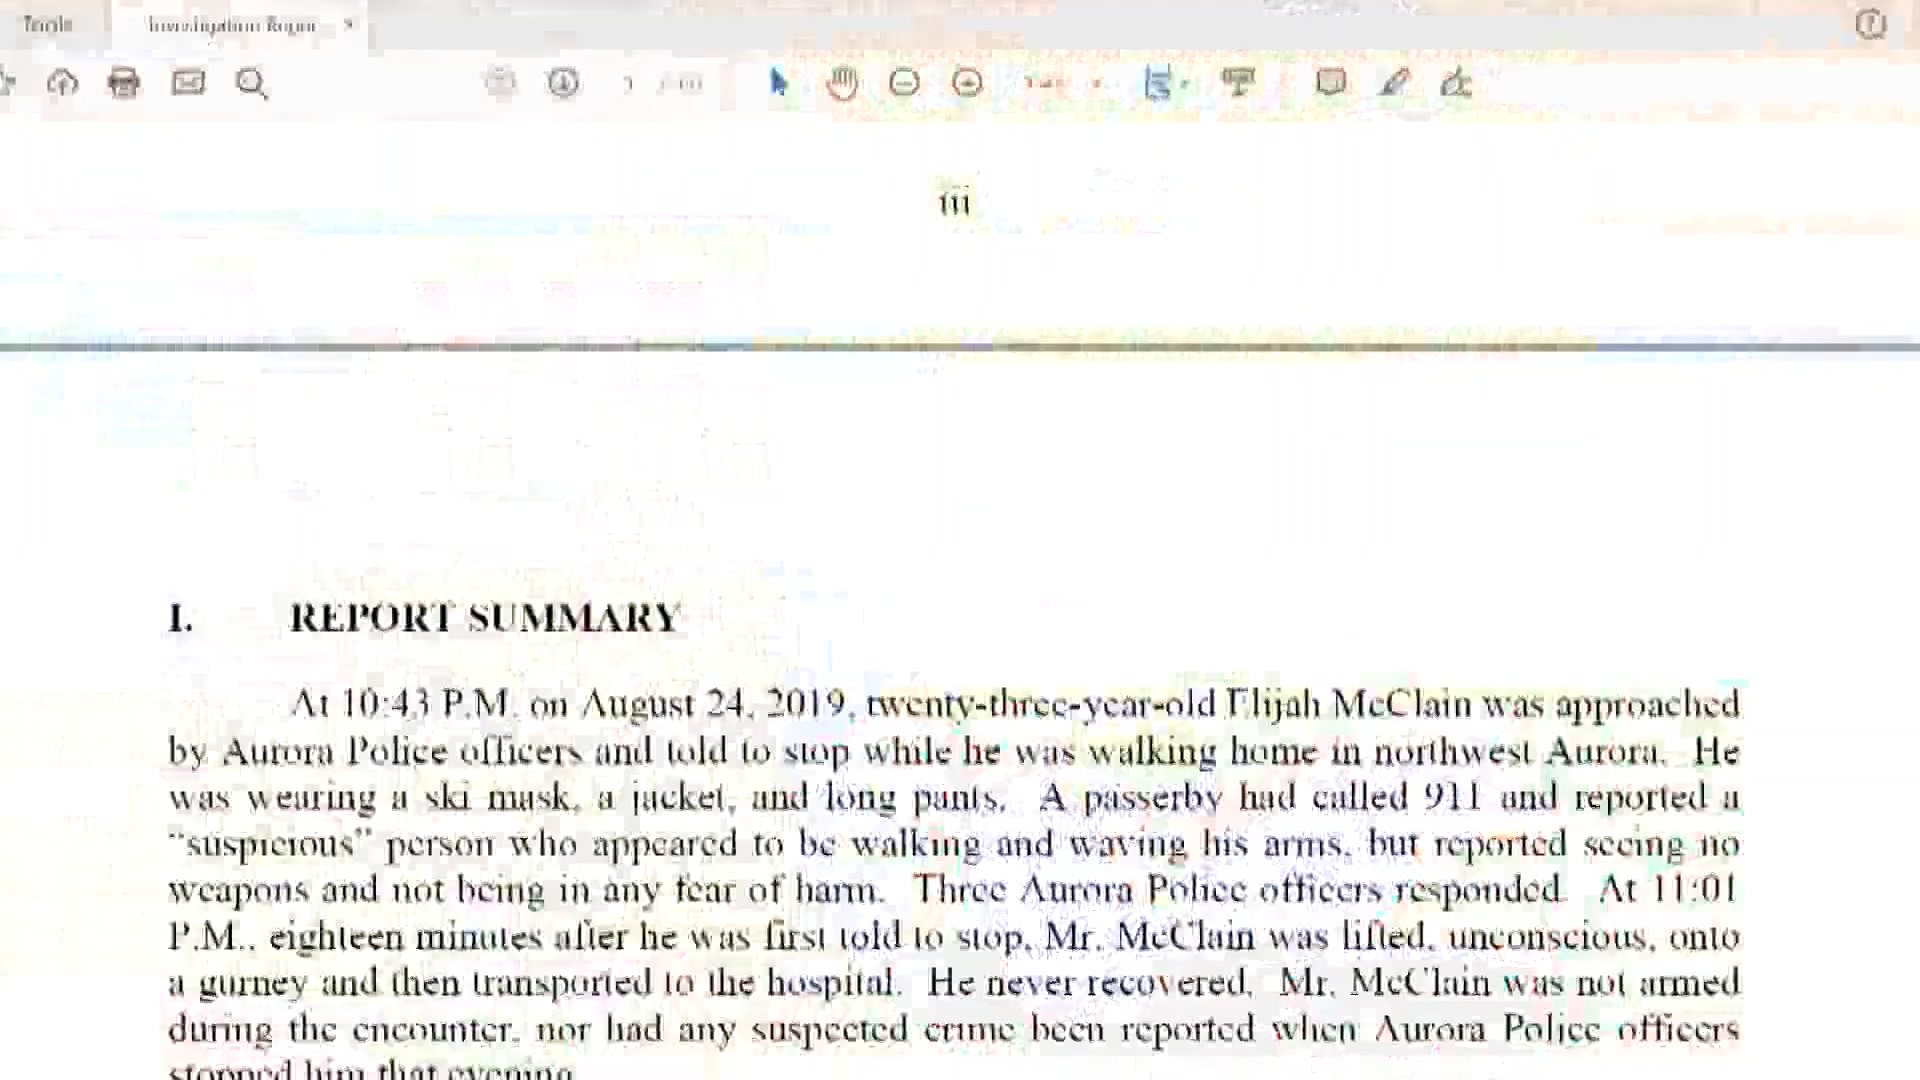 Tools
Investigation Repor
iii
I. REPORT SUMMARY
At 10:43 P.M. on August 24, 2019, twenty-three-year-old Elijah McClain was approached
by Aurora Police officers and told to stop while he was walking home in northwest Aurora. He
was wearing a ski mask, a jacket, and long pants. A passerby had called 911 and reported a
“suspicious” person who appeared to be walking and waving his arms, but reported seeing no
weapons and not being in any fear of harm. Three Aurora Police officers responded. At 11:01
P.M., eighteen minutes after he was first told to stop, Mr. McClain was lifted, unconscious, onto
a gurney and then transported to the hospital. He never recovered. Mr. McClain was not armed
during the encounter, nor had any suspected crime been reported when Aurora Police officers
stopped him that evening.